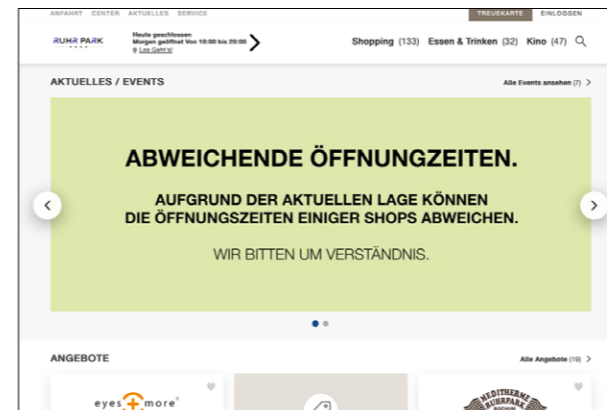 ANFAHRT CENTER AKTUELLES SERVICE TREUEKARTE EINLOGGEN
RUHR PARK
Heute geschlossen
Morgen geöffnet Von 10:00 bis 20:00
Los Geht's!
Shopping (133) Essen & Trinken (32) Kino (47)
AKTUELLES / EVENTS
Alle Events ansehen (7)
ABWEICHENDE ÖFFNUNGZEITEN.
AUFGRUND DER AKTUELLEN LAGE KÖNNEN
DIE ÖFFNUNGSZEITEN EINIGER SHOPS ABWEICHEN.
WIR BITTEN UM VERSTÄNDNIS.
ANGEBOTE
Alle Angebote (19)
eyes + more
MEDITHERME
RUHRPARK
BOCHUM